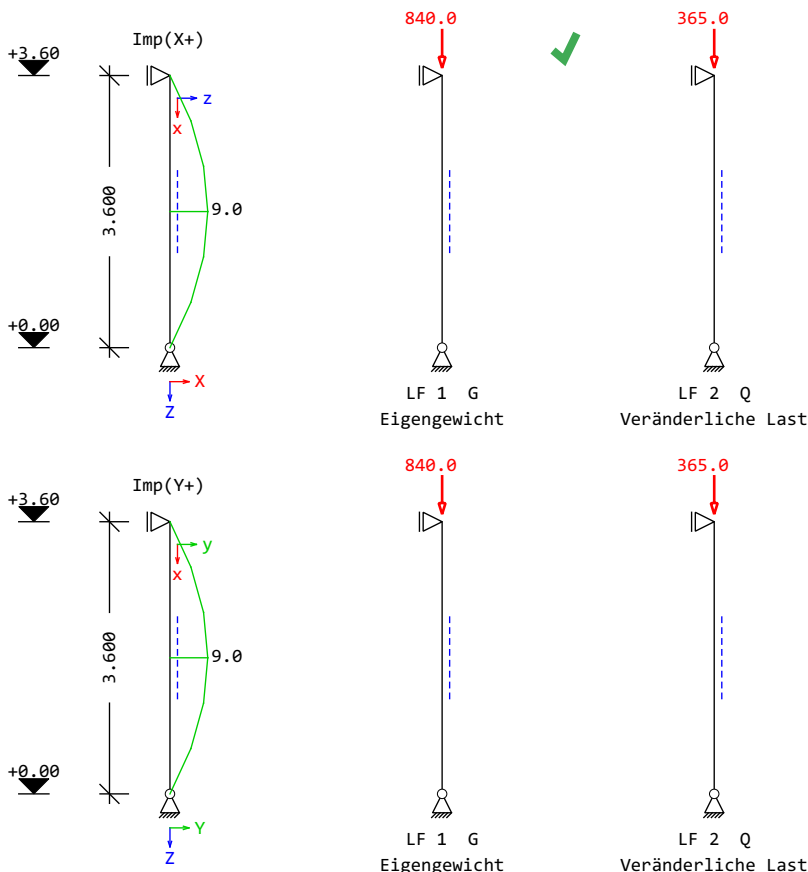 Imp(X+)
840.0
365.0
+3.60
z
x
3.600
9.0
+0.00
X
Z
LF 1 G
Eigengewicht
LF 2 Q
Veränderliche Last
Imp(Y+)
840.0
365.0
+3.60
y
x
3.600
9.0
+0.00
Y
Z
LF 1 G
Eigengewicht
LF 2 Q
Veränderliche Last